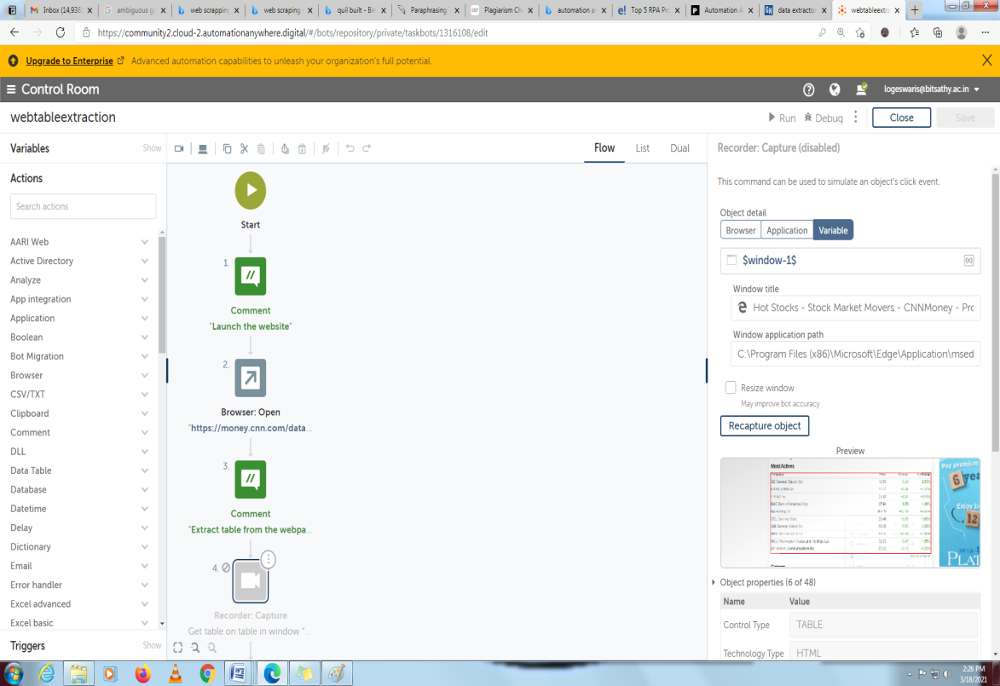 Inbox (14,938
ambiguous g
web scrapping
web scraping
quil built - Bin
Paraphrasing
Plagiarism Ch
automation a
Top 5 RPA Pro
Automation A
data extractor
webtableextra
https://community2.cloud-2.automationanywhere.digital/#/bots/repository/private/taskbots/1316108/edit
Upgrade to Enterprise Advanced automation capabilities to unleash your organization's full potential.
Control Room
logeswaris@bitsathy.ac.in
webtableextraction
Run Debug Close Save
Variables Show
Flow List Dual
Recorder: Capture (disabled)
Actions
Search actions
AARI Web
Active Directory
Analyze
App integration
Application
Boolean
Bot Migration
Browser
CSV/TXT
Clipboard
Comment
DLL
Data Table
Database
Datetime
Delay
Dictionary
Email
Error handler
Excel advanced
Excel basic
Triggers Show
Start
1.
Comment
"Launch the website"
2.
Browser: Open
"https://money.cnn.com/data...
3.
Comment
"Extract table from the webpa...
4.
Recorder: Capture
Get table on table in window "...
This command can be used to simulate an object's click event.
Object detail
Browser Application Variable
$window-1$
(x)
Window title
Hot Stocks - Stock Market Movers - CNNMoney - Prc
Window application path
C:\Program Files (x86)\Microsoft\Edge\Application\msed
Resize window
May improve bot accuracy
Recapture object
Preview
Most Actives
Pay premium
6 yea
Enjoy b
12
PLAT
Object properties (6 of 48)
Name Value
Control Type TABLE
Technology Type HTML
2:26 PM
3/18/2021